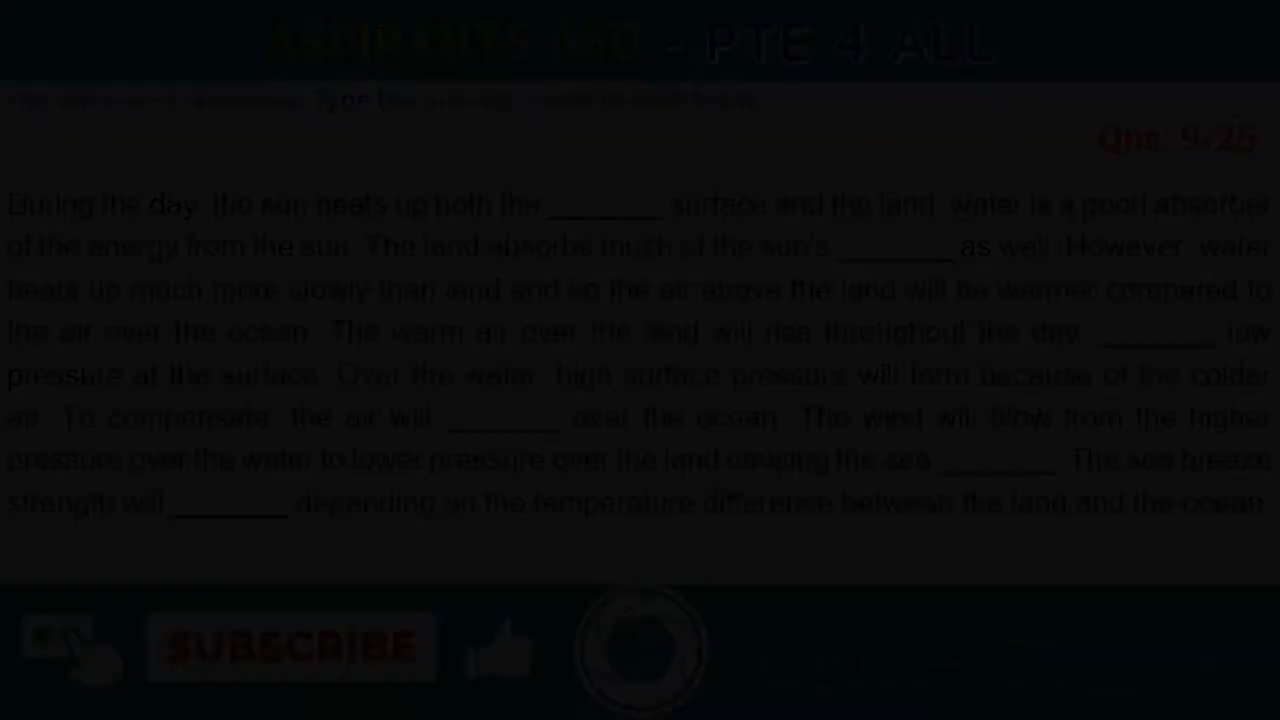 ASPIRANTS HUB - PTE 4 ALL
Type the missing words in each blank.
Qns: 9/25
During the day, the sun heats up both the ________ surface and the land. water is a good absorber
of the energy from the sun. The land absorbs much of the sun's ________ as well. However, water
heats up much more slowly than land and so the air above the land will be warmer compared to
the air over the ocean. The warm air over the land will rise throughout the day, ________ low
pressure at the surface. Over the water, high surface pressure will form because of the colder
air. To compensate, the air will ________ over the ocean. The wind will blow from the higher
pressure over the water to lower pressure over the land causing the sea ________. The sea breeze
strength will ________ depending on the temperature difference between the land and the ocean.
SUBSCRIBE